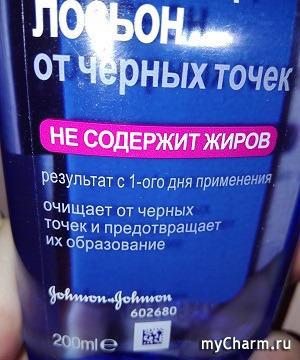 ЛОСЬОН
от черных точек
НЕ СОДЕРЖИТ ЖИРОВ
результат с 1-ого дня применения
очищает от черных
точек и предотвращает
их образование
Johnson & Johnson
602680
200ml e
myCharm.ru